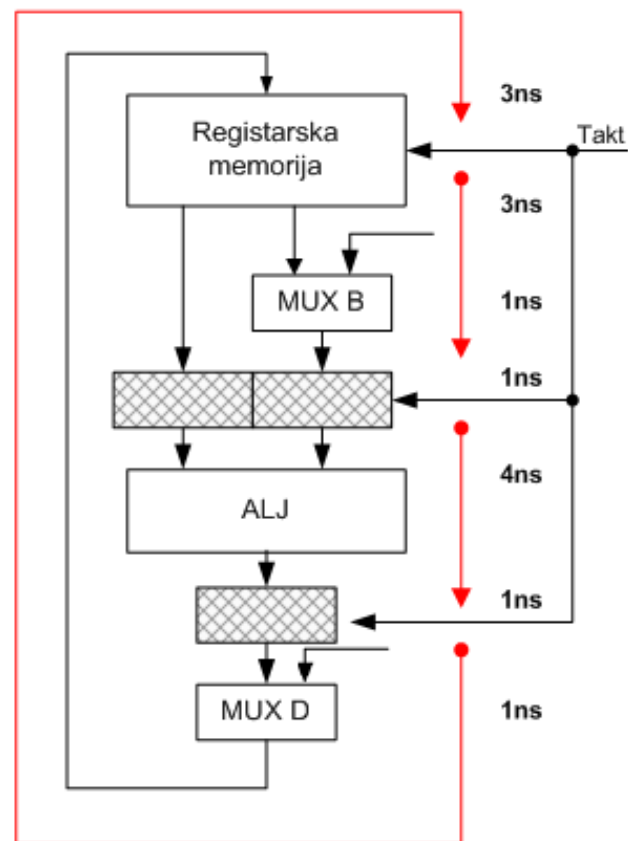 3ns
Registarska
memorija
Takt
3ns
MUX B
1ns
1ns
4ns
ALJ
1ns
MUX D
1ns